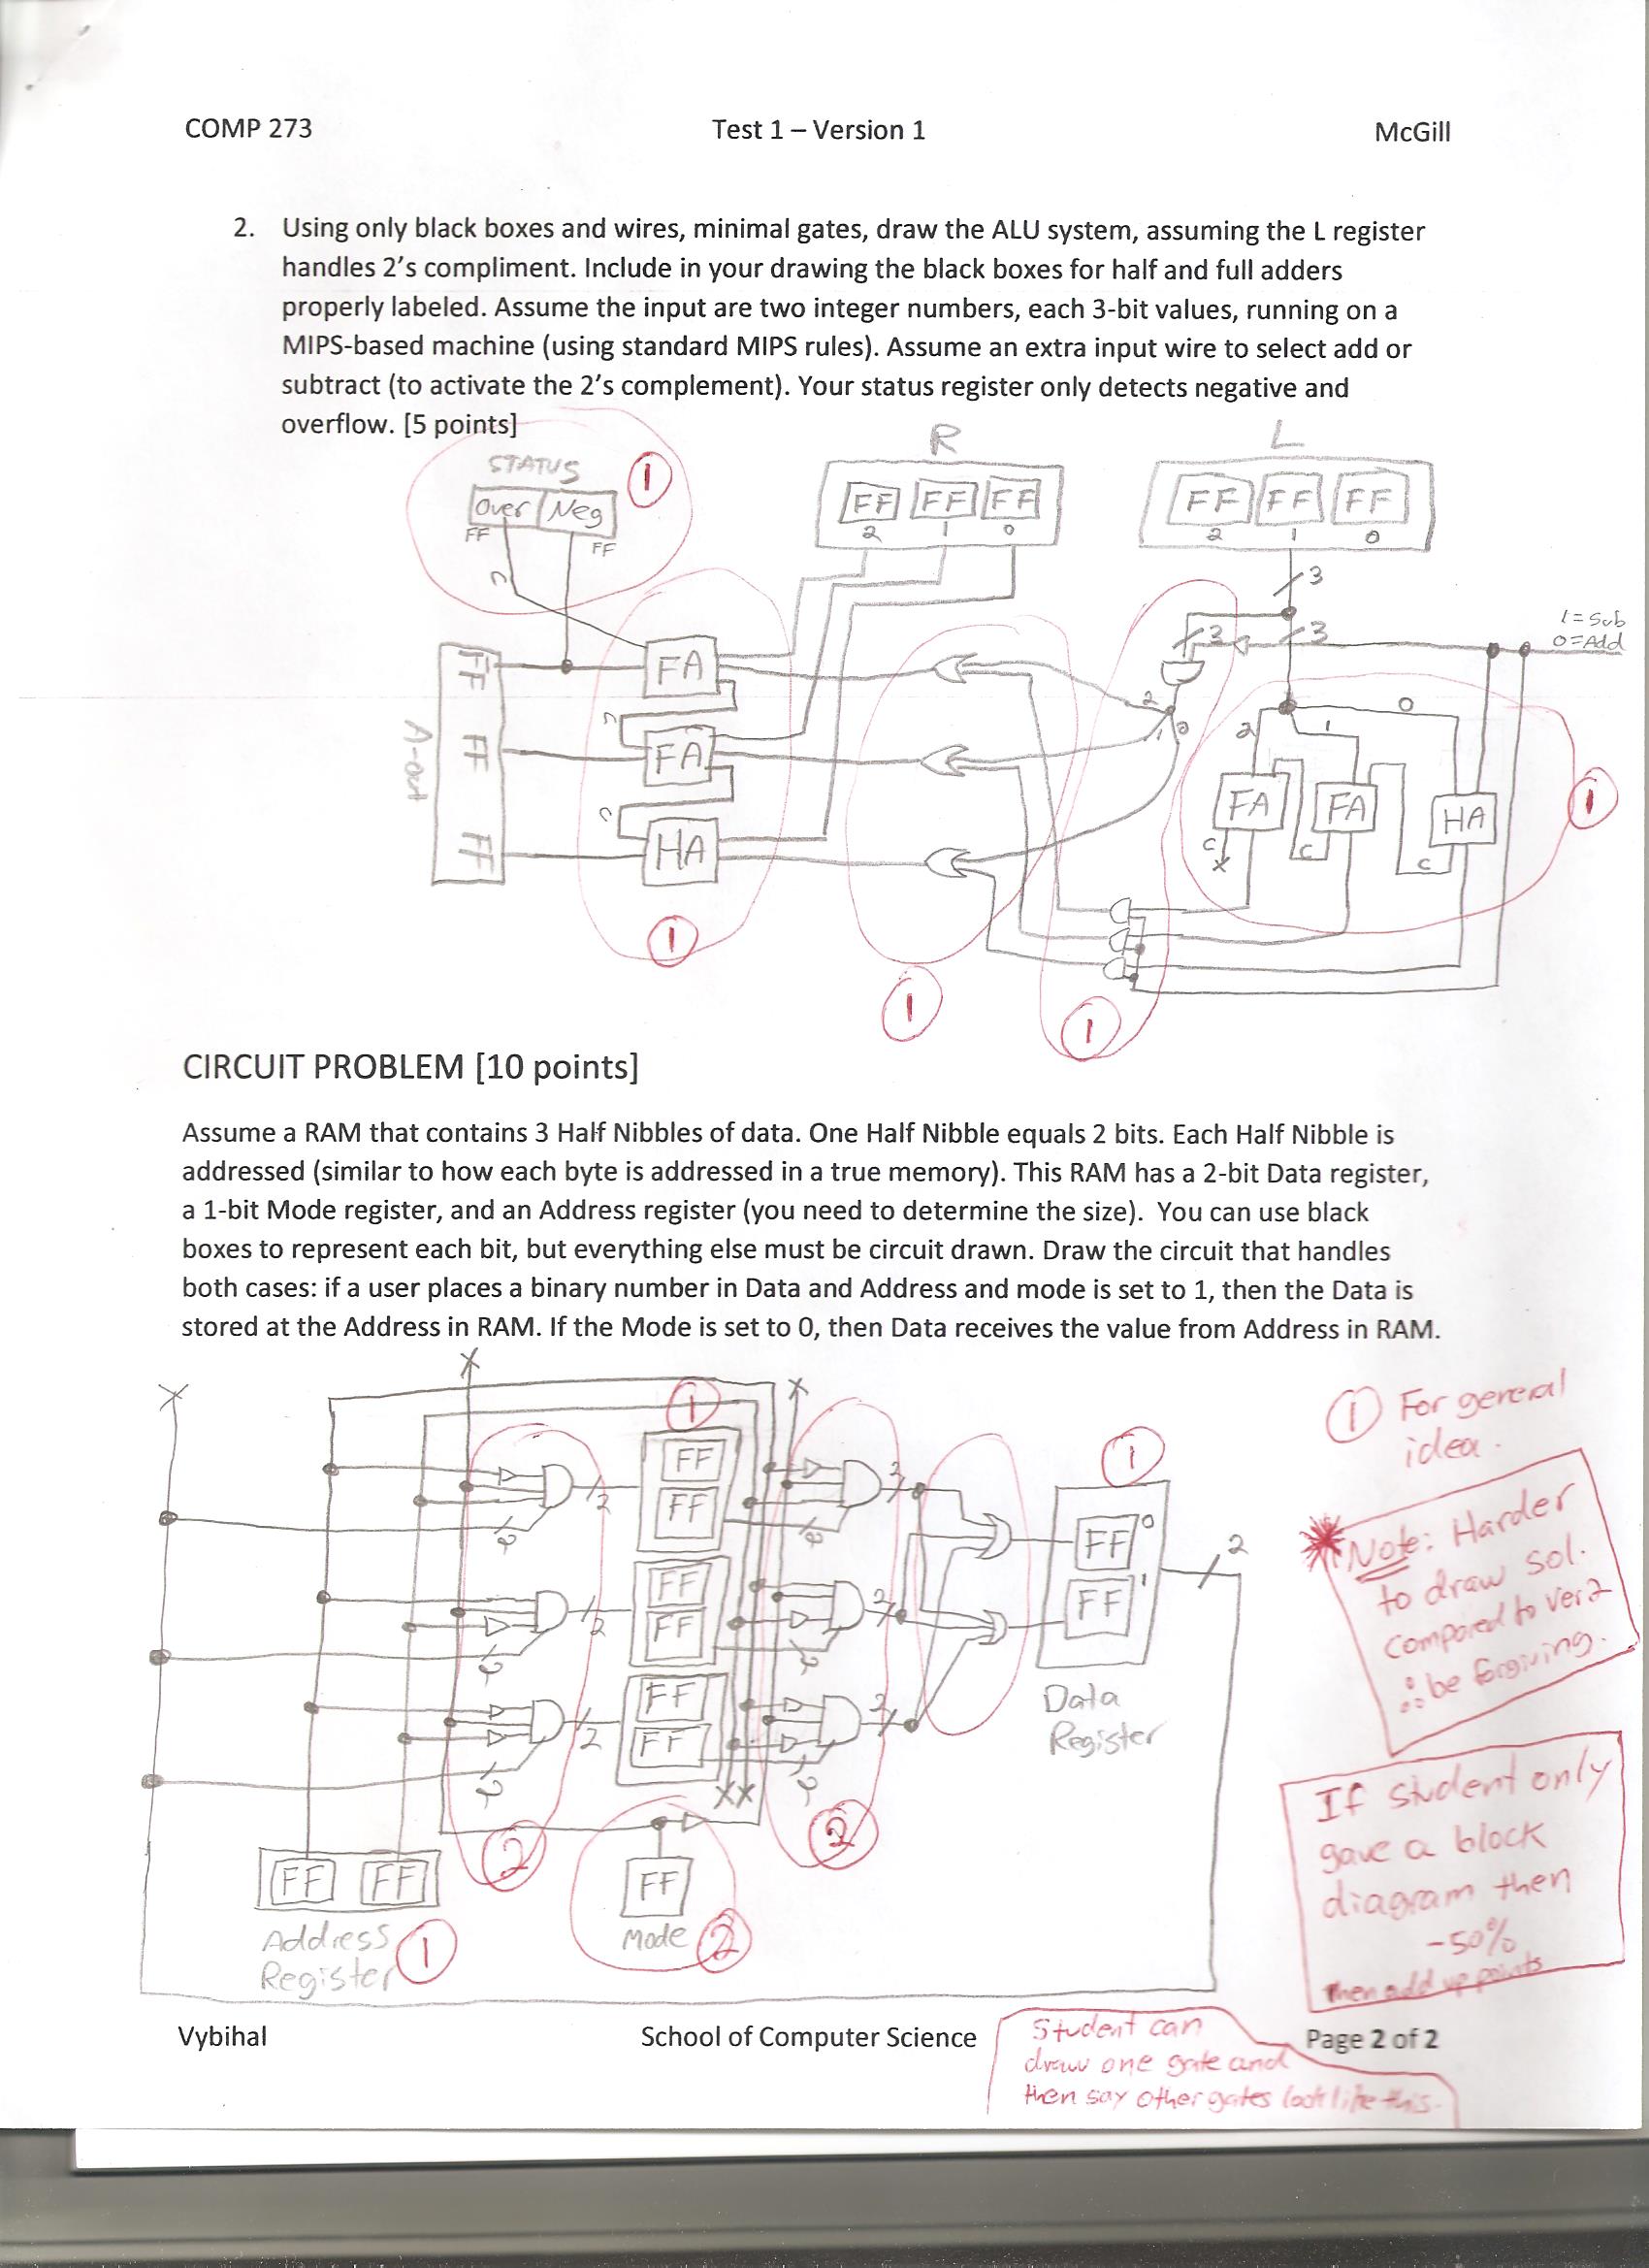 COMP 273 Test 1 – Version 1 McGill
2. Using only black boxes and wires, minimal gates, draw the ALU system, assuming the L register
handles 2's compliment. Include in your drawing the black boxes for half and full adders
properly labeled. Assume the input are two integer numbers, each 3-bit values, running on a
MIPS-based machine (using standard MIPS rules). Assume an extra input wire to select add or
subtract (to activate the 2's complement). Your status register only detects negative and
overflow. [5 points]
STATUS
1
Over Neg
FF FF
C
R
FF FF FF
2 1 0
L
FF FF FF
2 1 0
3
3
3
1 = Sub
0 = Add
FA
C
FA
C
HA
FF
FF
FF
A-out
2
1
0
2
1
0
FA
FA
HA
C
X
C
C
1
1
1
1
CIRCUIT PROBLEM [10 points]
Assume a RAM that contains 3 Half Nibbles of data. One Half Nibble equals 2 bits. Each Half Nibble is
addressed (similar to how each byte is addressed in a true memory). This RAM has a 2-bit Data register,
a 1-bit Mode register, and an Address register (you need to determine the size). You can use black
boxes to represent each bit, but everything else must be circuit drawn. Draw the circuit that handles
both cases: if a user places a binary number in Data and Address and mode is set to 1, then the Data is
stored at the Address in RAM. If the Mode is set to 0, then Data receives the value from Address in RAM.
X
X
X
1
FF
FF
FF
FF
FF
FF
2
2
2
2
2
2
2
2
2
2
2
2
XX
1
FF 0
FF 1
2
Data
Register
2
2
FF FF
Address
Register
1
FF
Mode
2
1 For general
idea.
Note: Harder
to draw sol.
compared to ver2
∴ be forgiving.
If student only
gave a block
diagram then
-50%
then add up points
Vybihal School of Computer Science Page 2 of 2
Student can
draw one gate and
then say other gates look like this.